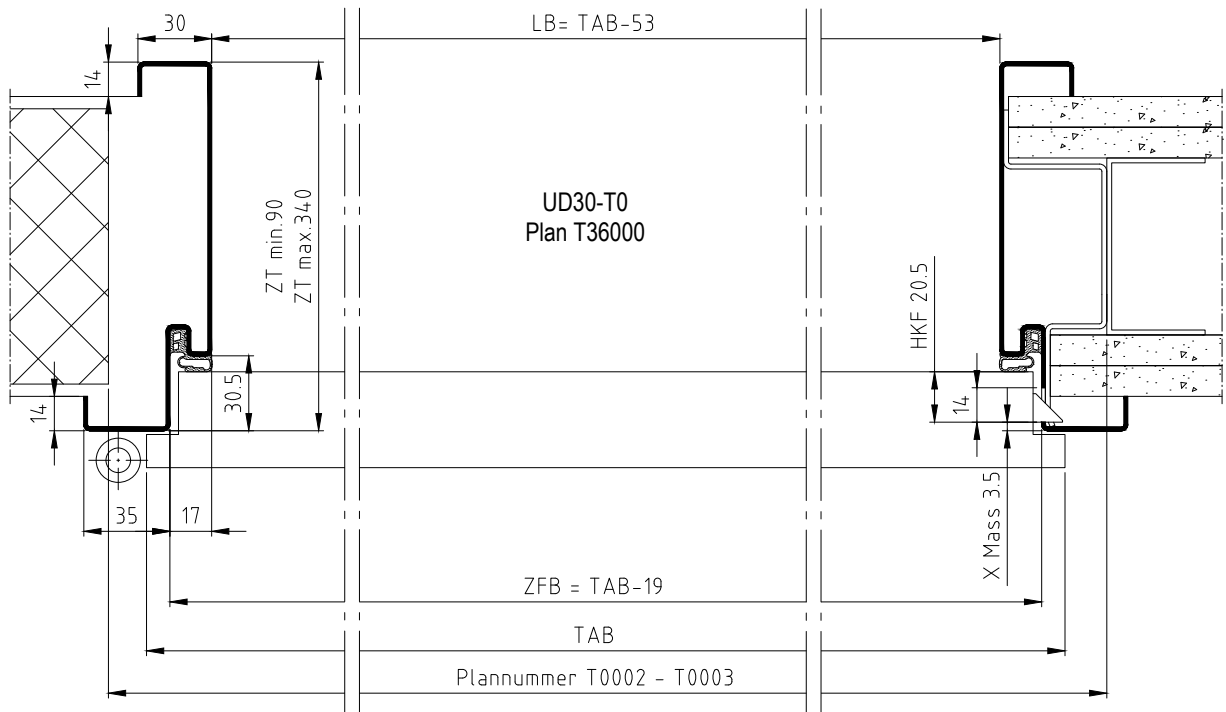 30
LB= TAB-53
14
ZT min.90
ZT max.340
UD30-T0
Plan T36000
HKF 20.5
30.5
14
14
X Mass 3.5
35
17
ZFB = TAB-19
TAB
Plannummer T0002 - T0003